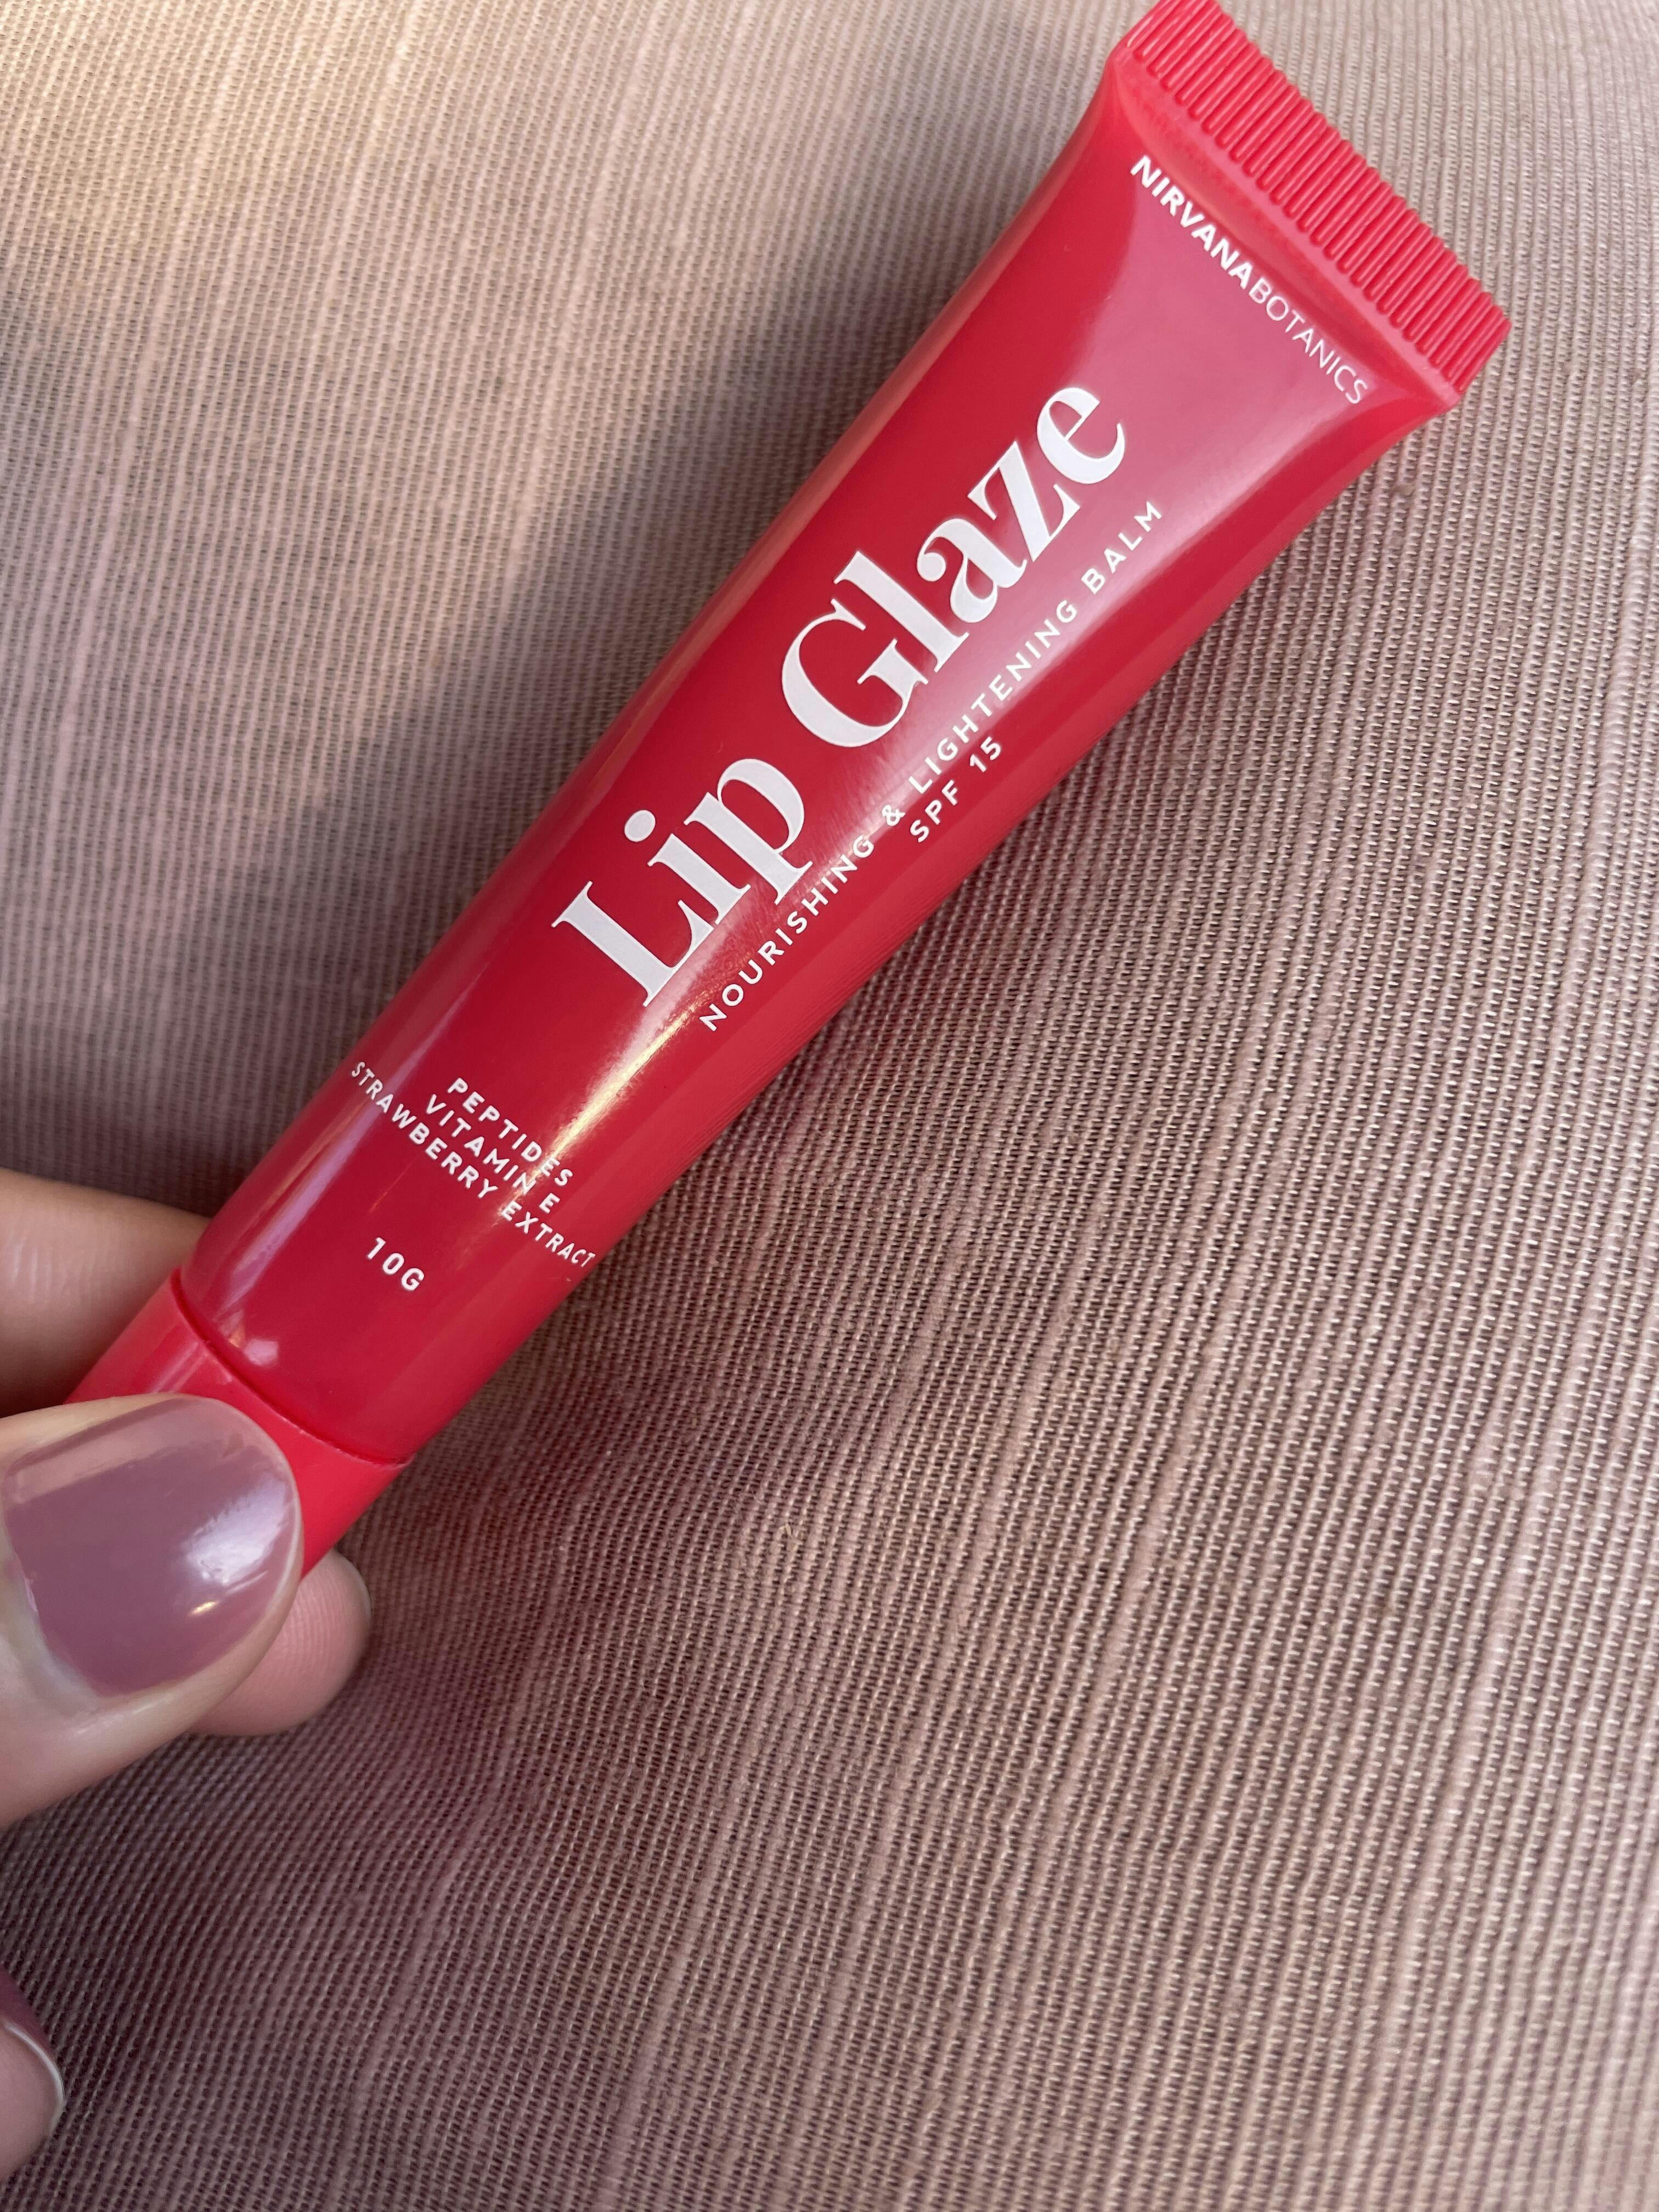 NIRVANABOTANICS
Lip Glaze
NOURISHING & LIGHTENING BALM
SPF 15
PEPTIDES
VITAMIN E
STRAWBERRY EXTRACT
10G